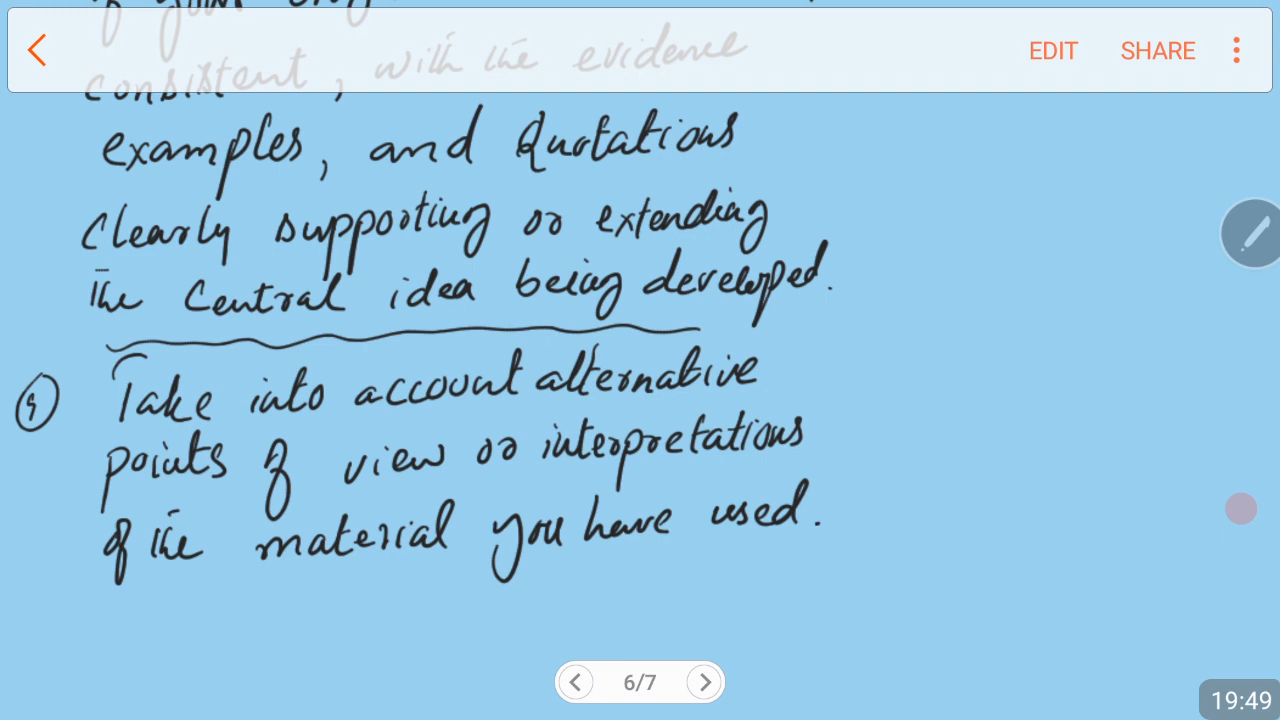 EDIT SHARE
consistent, with the evidence
examples, and Quotations
Clearly supporting or extending
The Central idea being developed.
Take into account alternative
points of view or interpretations
of the material you have used.
6/7
19:49